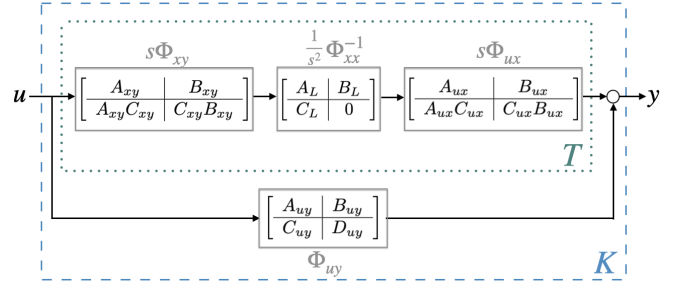 sΦ_xy
1/s² Φ_xx^{-1}
sΦ_ux
u
[ A_xy | B_xy
A_xy C_xy | C_xy B_xy ]
[ A_L | B_L
C_L | 0 ]
[ A_ux | B_ux
A_ux C_ux | C_ux B_ux ]
y
T
[ A_uy | B_uy
C_uy | D_uy ]
Φ_uy
K